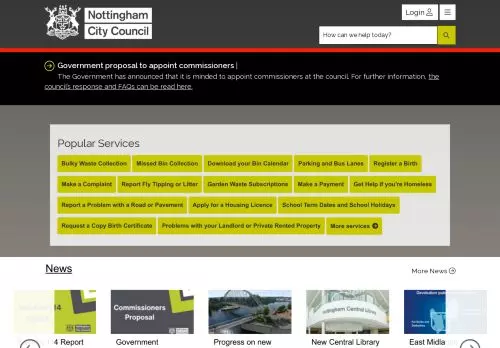 Nottingham
City Council
Login
How can we help today?
Government proposal to appoint commissioners |
The Government has announced that it is minded to appoint commissioners at the council. For further information, the
council's response and FAQs can be read here.
Popular Services
Bulky Waste Collection
Missed Bin Collection
Download your Bin Calendar
Parking and Bus Lanes
Register a Birth
Make a Complaint
Report Fly Tipping or Litter
Garden Waste Subscriptions
Make a Payment
Get Help if you're Homeless
Report a Problem with a Road or Pavement
Apply for a Housing Licence
School Term Dates and School Holidays
Request a Copy Birth Certificate
Problems with your Landlord or Private Rented Property
More services
News
More News
Commissioners
Proposal
Nottingham Central Library
Devolution
4 Report
Government
Progress on new
New Central Library
East Midla